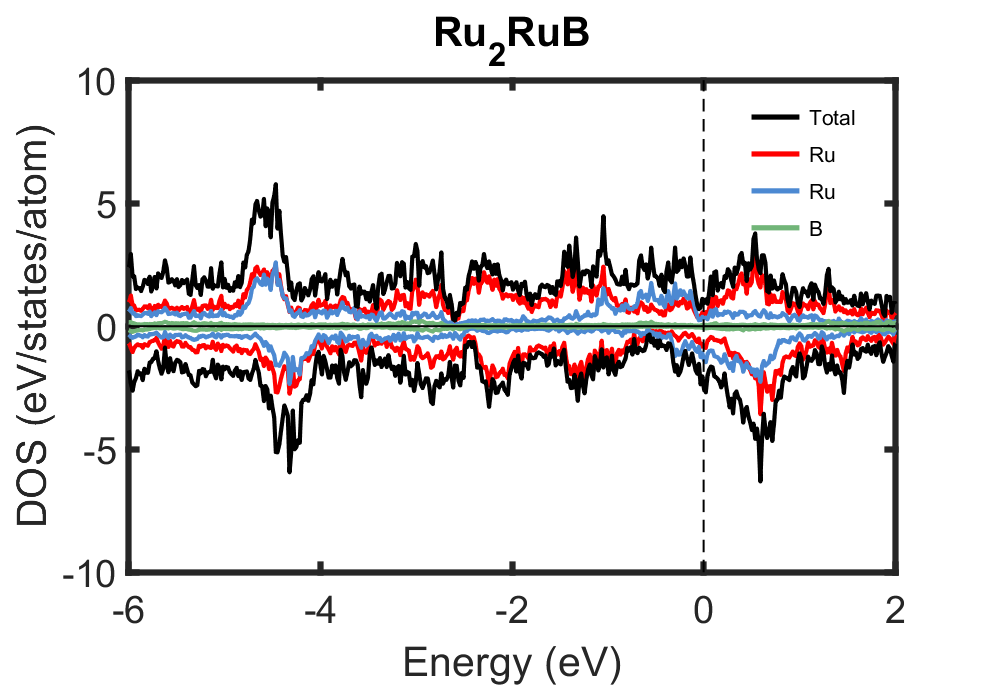 Ru2RuB
10
5
0
-5
-10
DOS (eV/states/atom)
Total
Ru
Ru
B
-6 -4 -2 0 2
Energy (eV)